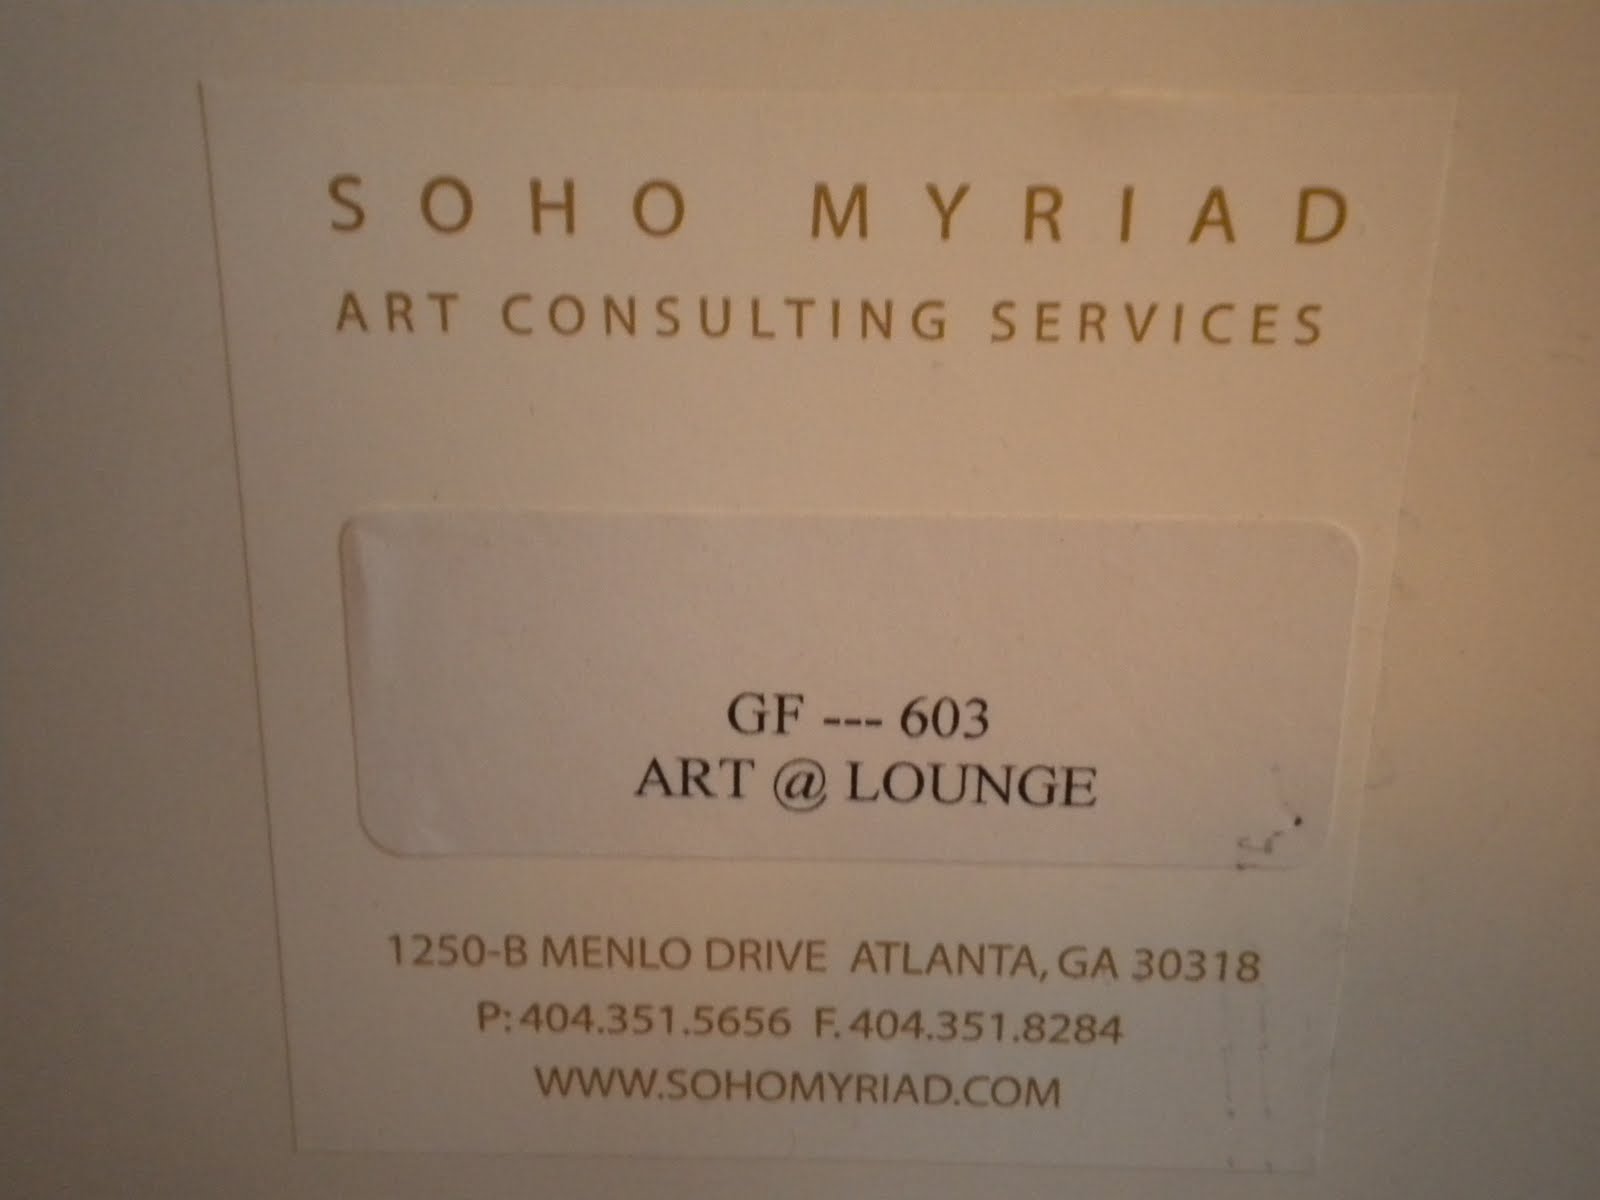 SOHO MYRIAD
ART CONSULTING SERVICES
GF --- 603
ART @ LOUNGE
1250-B MENLO DRIVE ATLANTA, GA 30318
P: 404.351.5656 F. 404.351.8284
WWW.SOHOMYRIAD.COM